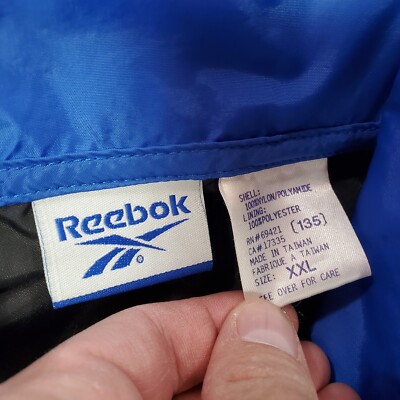 Reebok
®
SHELL:
100%NYLON/POLYAMIDE
LINING:
100%POLYESTER
RN#69421 [135]
CA#17335
MADE IN TAIWAN
FABRIQUE A TAIWAN
SIZE: XXL
OVER FOR CARE